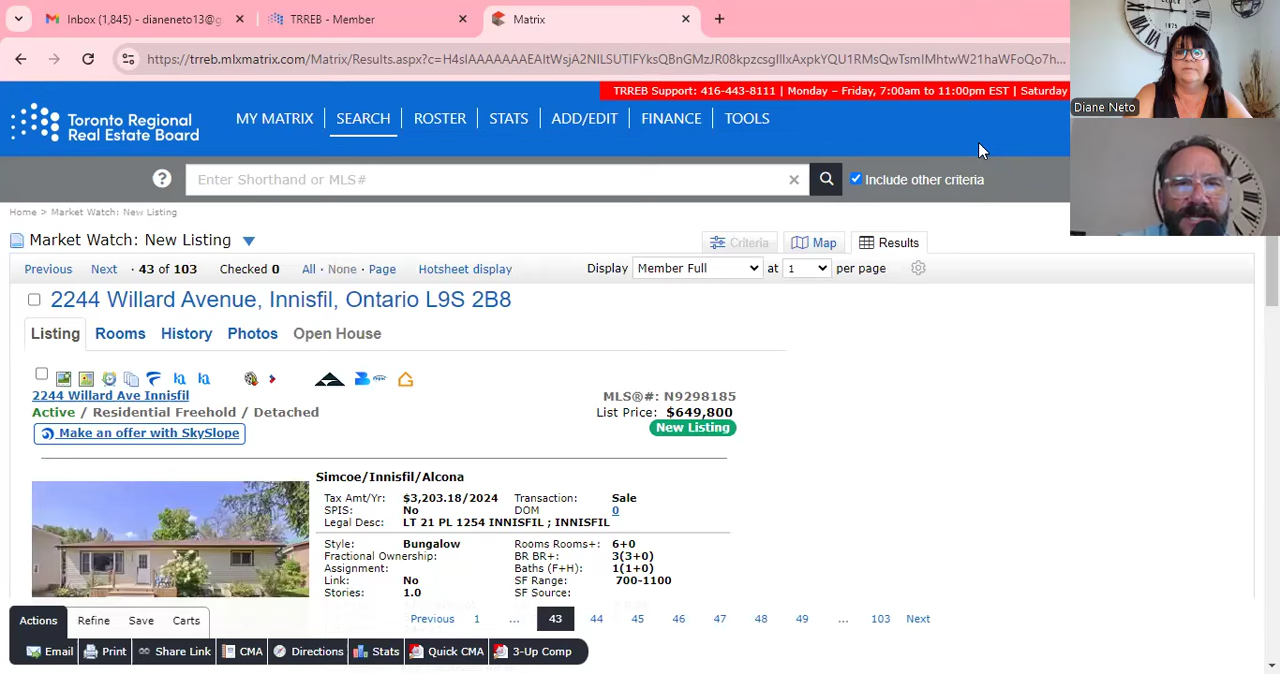 Inbox (1,845) - dianeneto13@g
TRREB - Member
Matrix
https://trreb.mlxmatrix.com/Matrix/Results.aspx?c=H4sIAAAAAAAEAItWsjA2NILSUTIFYksQBnGMzJR08kpzcsgIIlxAxpkYQU1RMsQwTsmIMhtwW21haWFoQo7h...
TRREB Support: 416-443-8111 | Monday – Friday, 7:00am to 11:00pm EST | Saturday
Diane Neto
Toronto Regional
Real Estate Board
MY MATRIX SEARCH ROSTER STATS ADD/EDIT FINANCE TOOLS
Enter Shorthand or MLS#
Include other criteria
Home > Market Watch: New Listing
Market Watch: New Listing
Criteria Map Results
Previous Next · 43 of 103 Checked 0 All · None · Page Hotsheet display Display Member Full at 1 per page
2244 Willard Avenue, Innisfil, Ontario L9S 2B8
Listing Rooms History Photos Open House
2244 Willard Ave Innisfil
MLS®#: N9298185
Active / Residential Freehold / Detached
List Price: $649,800
Make an offer with SkySlope
New Listing
Simcoe/Innisfil/Alcona
Tax Amt/Yr: $3,203.18/2024 Transaction: Sale
SPIS: No DOM 0
Legal Desc: LT 21 PL 1254 INNISFIL ; INNISFIL
Style: Bungalow Rooms Rooms+: 6+0
Fractional Ownership: BR BR+: 3(3+0)
Assignment: Baths (F+H): 1(1+0)
Link: No SF Range: 700-1100
Stories: 1.0 SF Source:
Actions Refine Save Carts
Previous 1 ... 43 44 45 46 47 48 49 ... 103 Next
Email Print Share Link CMA Directions Stats Quick CMA 3-Up Comp